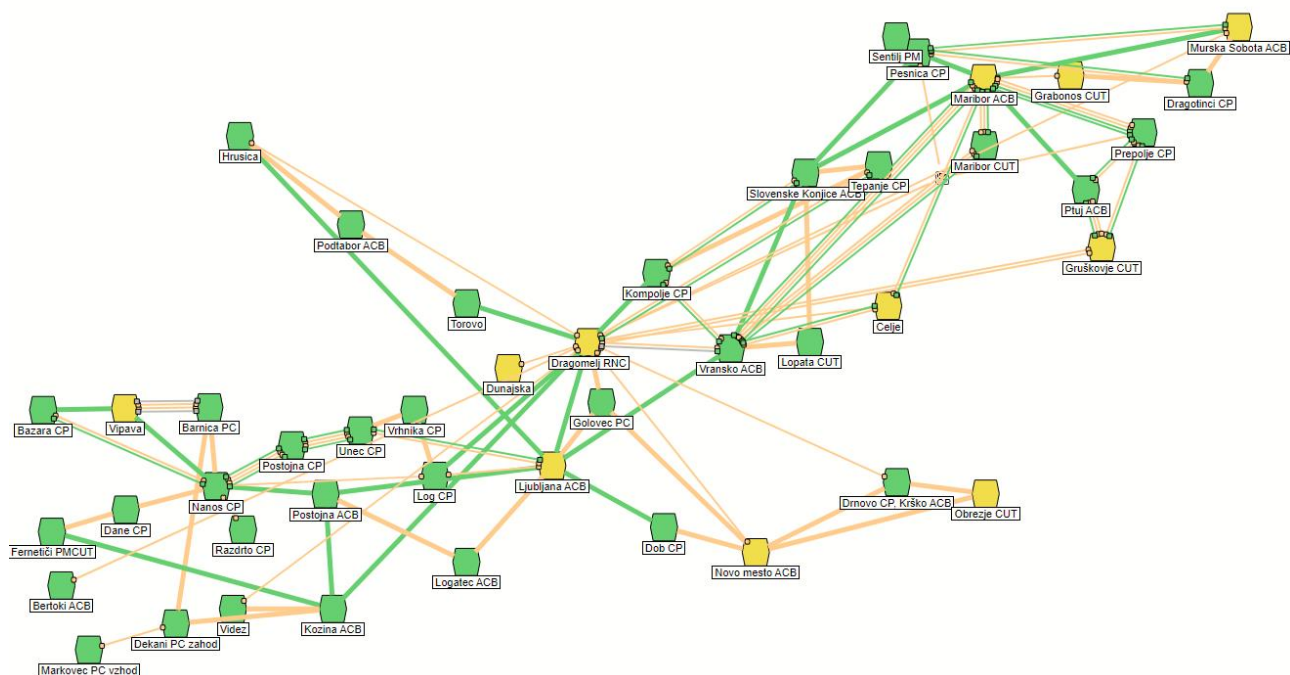 Murska Sobota ACB
Sentilj PM
Pesnica CP
Maribor ACB
Grabonos CUT
Dragotinci CP
Hrusica
Prepolje CP
Maribor CUT
Slovenske Konjice ACB
Tepanje CP
Ptuj ACB
Podtabor ACB
Gruškovje CUT
Kompolje CP
Torovo
Celje
Dragomelj RNC
Vransko ACB
Lopata CUT
Dunajska
Golovec PC
Bazara CP
Vipava
Barnica PC
Vrhnika CP
Unec CP
Postojna CP
Ljubljana ACB
Log CP
Nanos CP
Postojna ACB
Drnovo CP, Krško ACB
Obrezje CUT
Dane CP
Razdrto CP
Fernetiči PMCUT
Dob CP
Novo mesto ACB
Logatec ACB
Bertoki ACB
Videz
Kozina ACB
Dekani PC zahod
Markovec PC vzhod